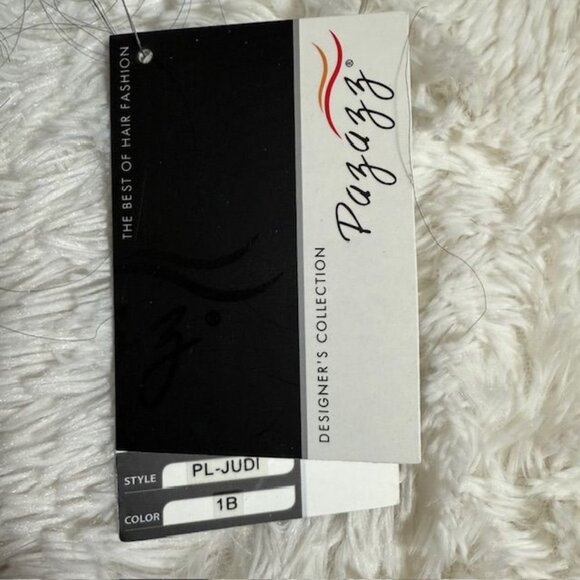 THE BEST OF HAIR FASHION
Pazazz®
DESIGNER'S COLLECTION
STYLE PL-JUDI
COLOR 1B